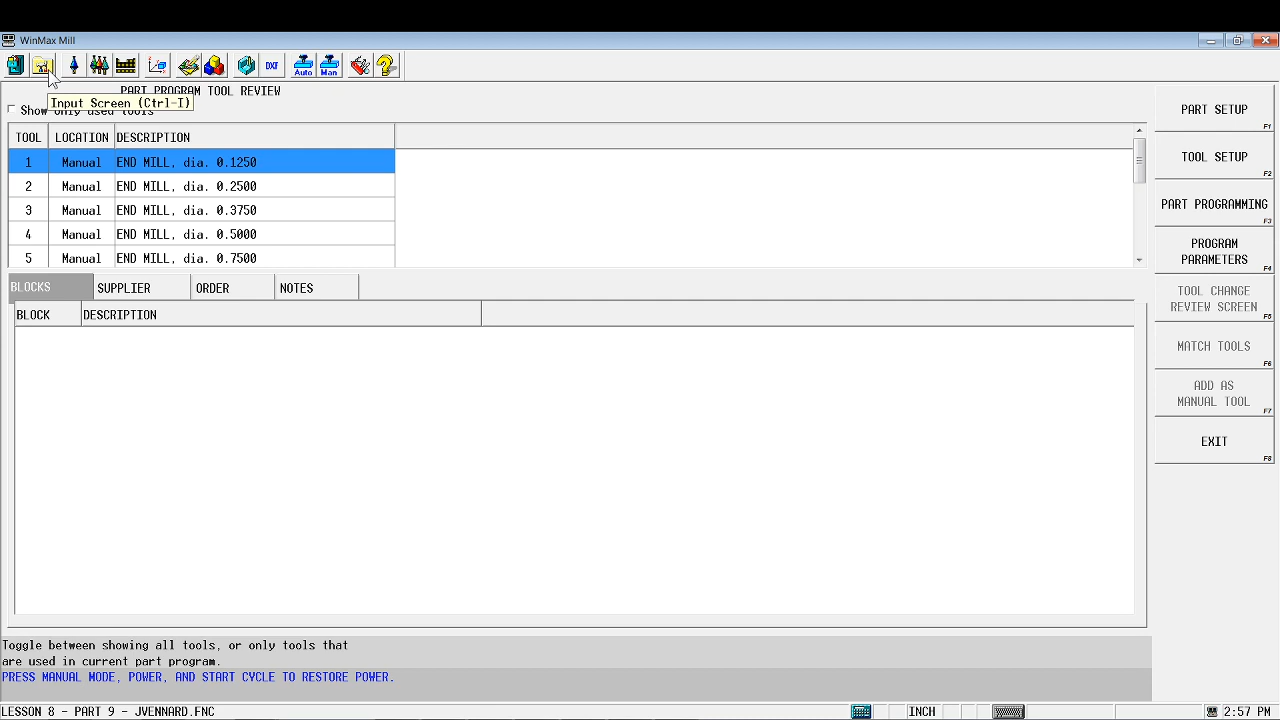 WinMax Mill
DXF
Auto
Man
PART PROGRAM TOOL REVIEW
Input Screen (Ctrl-I)
Show only used tools
TOOL LOCATION DESCRIPTION
1 Manual END MILL, dia. 0.1250
2 Manual END MILL, dia. 0.2500
3 Manual END MILL, dia. 0.3750
4 Manual END MILL, dia. 0.5000
5 Manual END MILL, dia. 0.7500
BLOCKS SUPPLIER ORDER NOTES
BLOCK DESCRIPTION
PART SETUP
F1
TOOL SETUP
F2
PART PROGRAMMING
F3
PROGRAM
PARAMETERS
F4
TOOL CHANGE
REVIEW SCREEN
F5
MATCH TOOLS
F6
ADD AS
MANUAL TOOL
F7
EXIT
F8
Toggle between showing all tools, or only tools that
are used in current part program.
PRESS MANUAL MODE, POWER, AND START CYCLE TO RESTORE POWER.
LESSON 8 - PART 9 - JVENNARD.FNC
INCH
2:57 PM